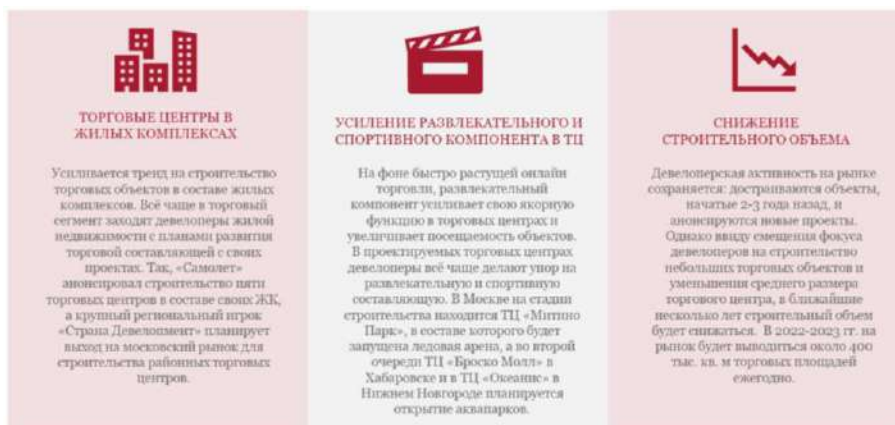 ТОРГОВЫЕ ЦЕНТРЫ В
ЖИЛЫХ КОМПЛЕКСАХ
Усиливается тренд на строительство
торговых объектов в составе жилых
комплексов. Всё чаще в торговый
сегмент заходят девелоперы жилой
недвижимости с планами развития
торговой составляющей с своих
проектах. Так, «Самолет»
анонсировал строительство пяти
торговых центров в составе своих ЖК,
а крупный региональный игрок
«Страна Девелопмент» планирует
выход на московский рынок для
строительства районных торговых
центров.
УСИЛЕНИЕ РАЗВЛЕКАТЕЛЬНОГО И
СПОРТИВНОГО КОМПОНЕНТА В ТЦ
На фоне быстро растущей онлайн
торговли, развлекательный
компонент усиливает свою якорную
функцию в торговых центрах и
увеличивает посещаемость объектов.
В проектируемых торговых центрах
девелоперы всё чаще делают упор на
развлекательную и спортивную
составляющую. В Москве на стадии
строительства находится ТЦ «Митино
Парк», в составе которого будет
запущена ледовая арена, а во второй
очереди ТЦ «Броско Молл» в
Хабаровске и в ТЦ «Океанис» в
Нижнем Новгороде планируется
открытие аквапарков.
СНИЖЕНИЕ
СТРОИТЕЛЬНОГО ОБЪЕМА
Девелоперская активность на рынке
сохраняется: достраиваются объекты,
начатые 2-3 года назад, и
анонсируются новые проекты.
Однако ввиду смещения фокуса
девелоперов на строительство
небольших торговых объектов и
уменьшения среднего размера
торгового центра, в ближайшие
несколько лет строительный объем
будет снижаться. В 2022-2023 гг. на
рынок будет выводиться около 400
тыс. кв. м торговых площадей
ежегодно.